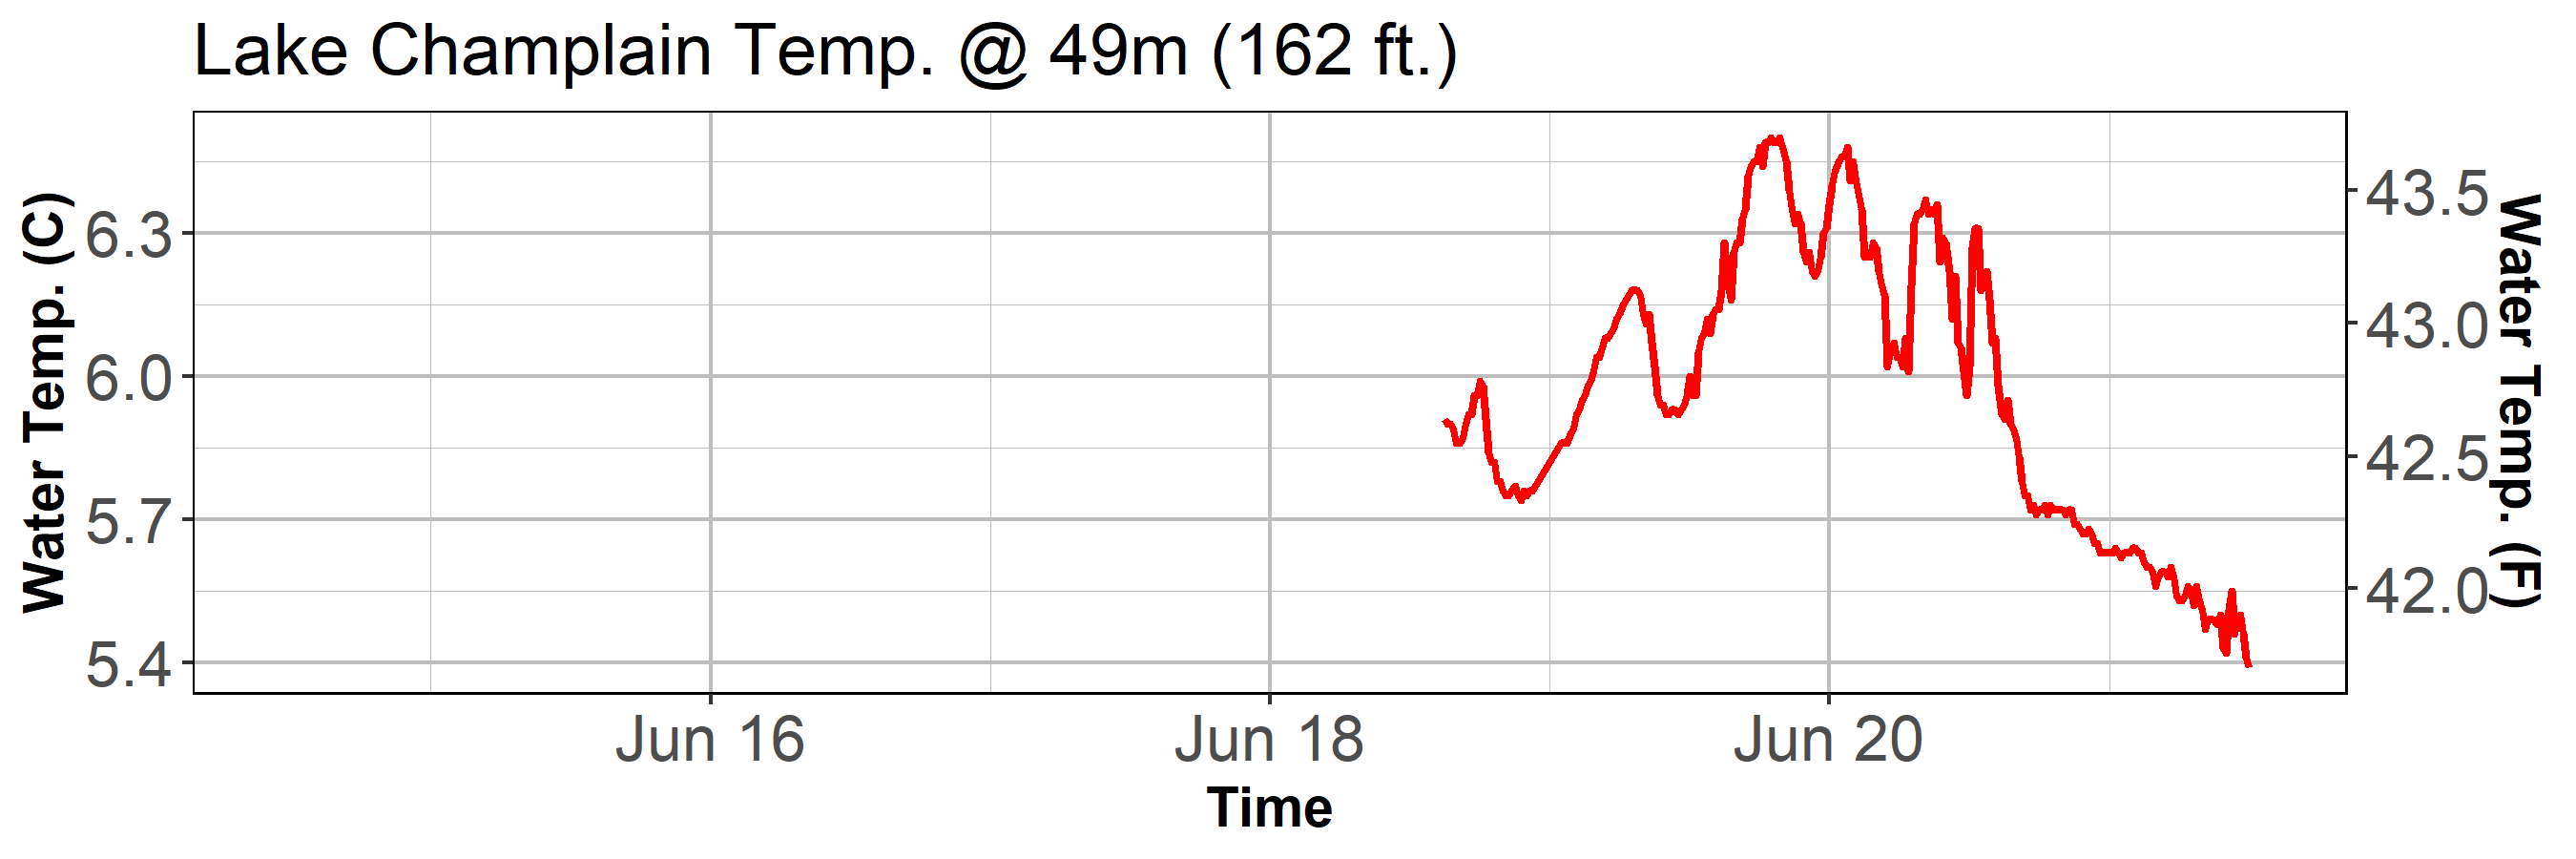 Lake Champlain Temp. @ 49m (162 ft.)
Water Temp. (C)
6.3
6.0
5.7
5.4
43.5
43.0
42.5
42.0
Water Temp. (F)
Jun 16
Jun 18
Jun 20
Time